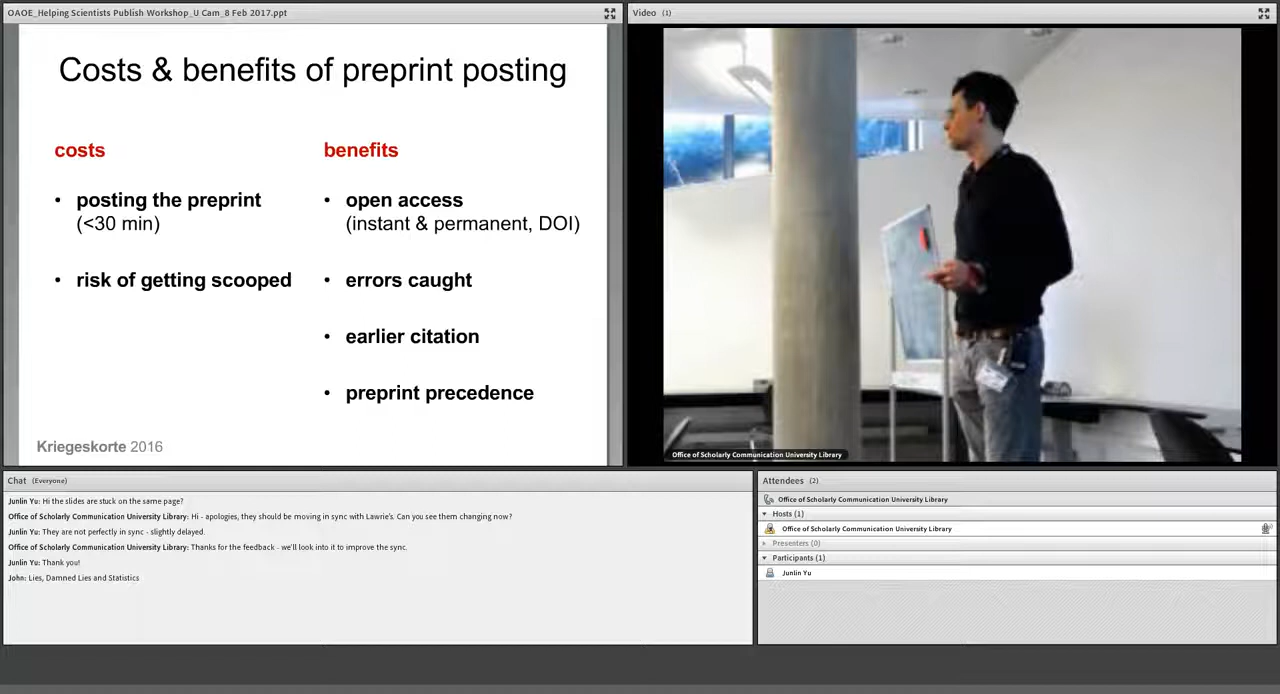 OAOE_Helping Scientists Publish Workshop_U Cam_8 Feb 2017.ppt
Costs & benefits of preprint posting
costs
• posting the preprint
(<30 min)
• risk of getting scooped
benefits
• open access
(instant & permanent, DOI)
• errors caught
• earlier citation
• preprint precedence
Kriegeskorte 2016
Video (1)
Office of Scholarly Communication University Library
Chat (Everyone)
Junlin Yu: Hi the slides are stuck on the same page?
Office of Scholarly Communication University Library: Hi - apologies, they should be moving in sync with Lawrie's. Can you see them changing now?
Junlin Yu: They are not perfectly in sync - slightly delayed.
Office of Scholarly Communication University Library: Thanks for the feedback - we'll look into it to improve the sync.
Junlin Yu: Thank you!
John: Lies, Damned Lies and Statistics
Attendees (2)
Office of Scholarly Communication University Library
Hosts (1)
Office of Scholarly Communication University Library
Presenters (0)
Participants (1)
Junlin Yu